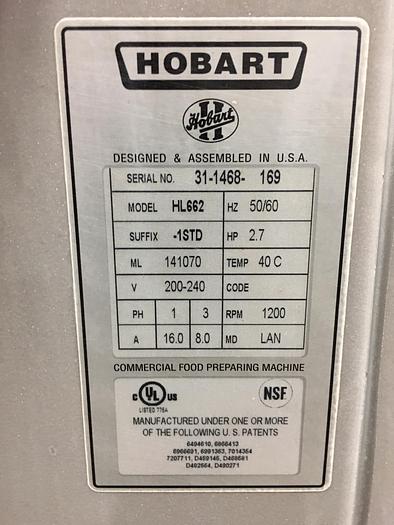 HOBART
Hobart
DESIGNED & ASSEMBLED IN U.S.A.
SERIAL NO. 31-1468- 169
MODEL HL662 HZ 50/60
SUFFIX -1STD HP 2.7
ML 141070 TEMP 40 C
V 200-240 CODE
PH 1 3 RPM 1200
A 16.0 8.0 MD LAN
COMMERCIAL FOOD PREPARING MACHINE
C UL US NSF
LISTED 776A
MANUFACTURED UNDER ONE OR MORE
OF THE FOLLOWING U. S. PATENTS
6494610, 6866413
6966691, 6991363, 7014354
7207711, D459145, D468581
D482564, D490271